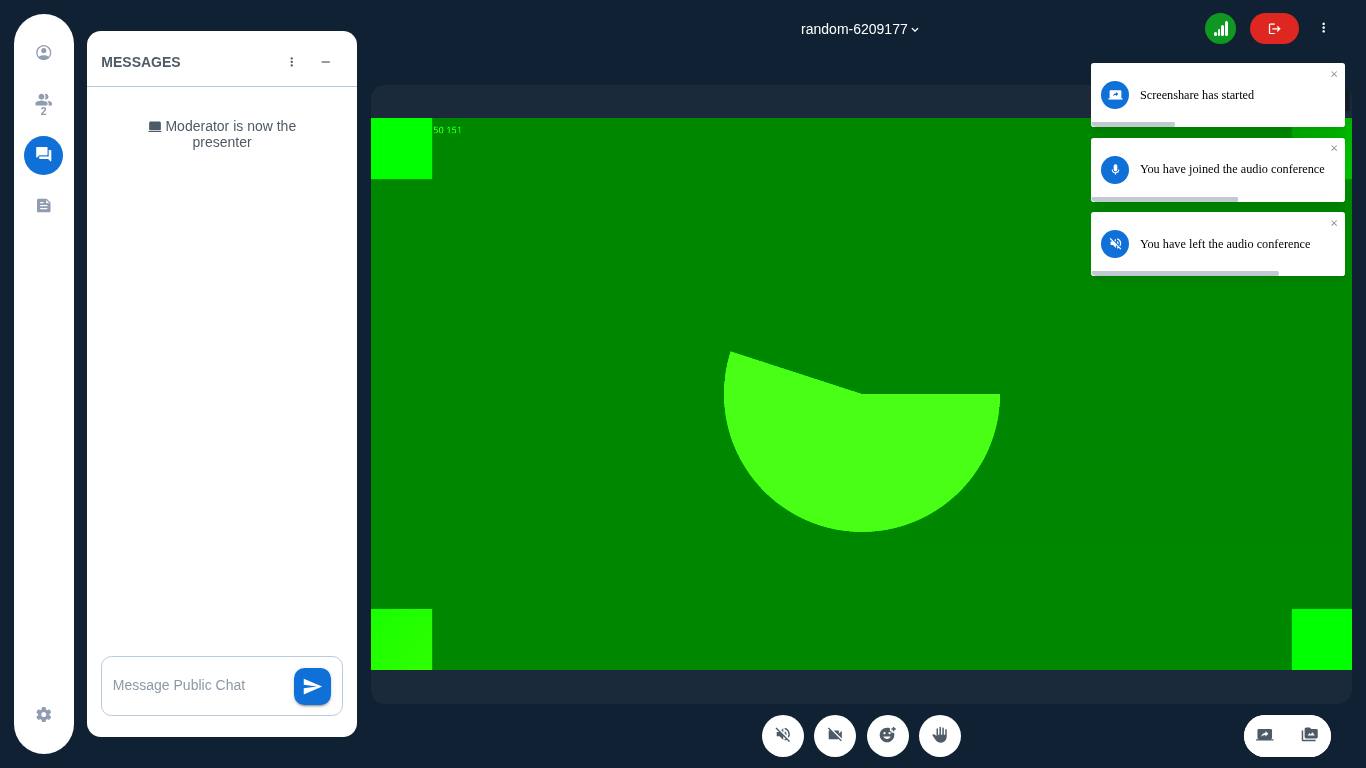 random-6209177
MESSAGES
2
Moderator is now the
presenter
50 151
Screenshare has started
You have joined the audio conference
You have left the audio conference
Message Public Chat